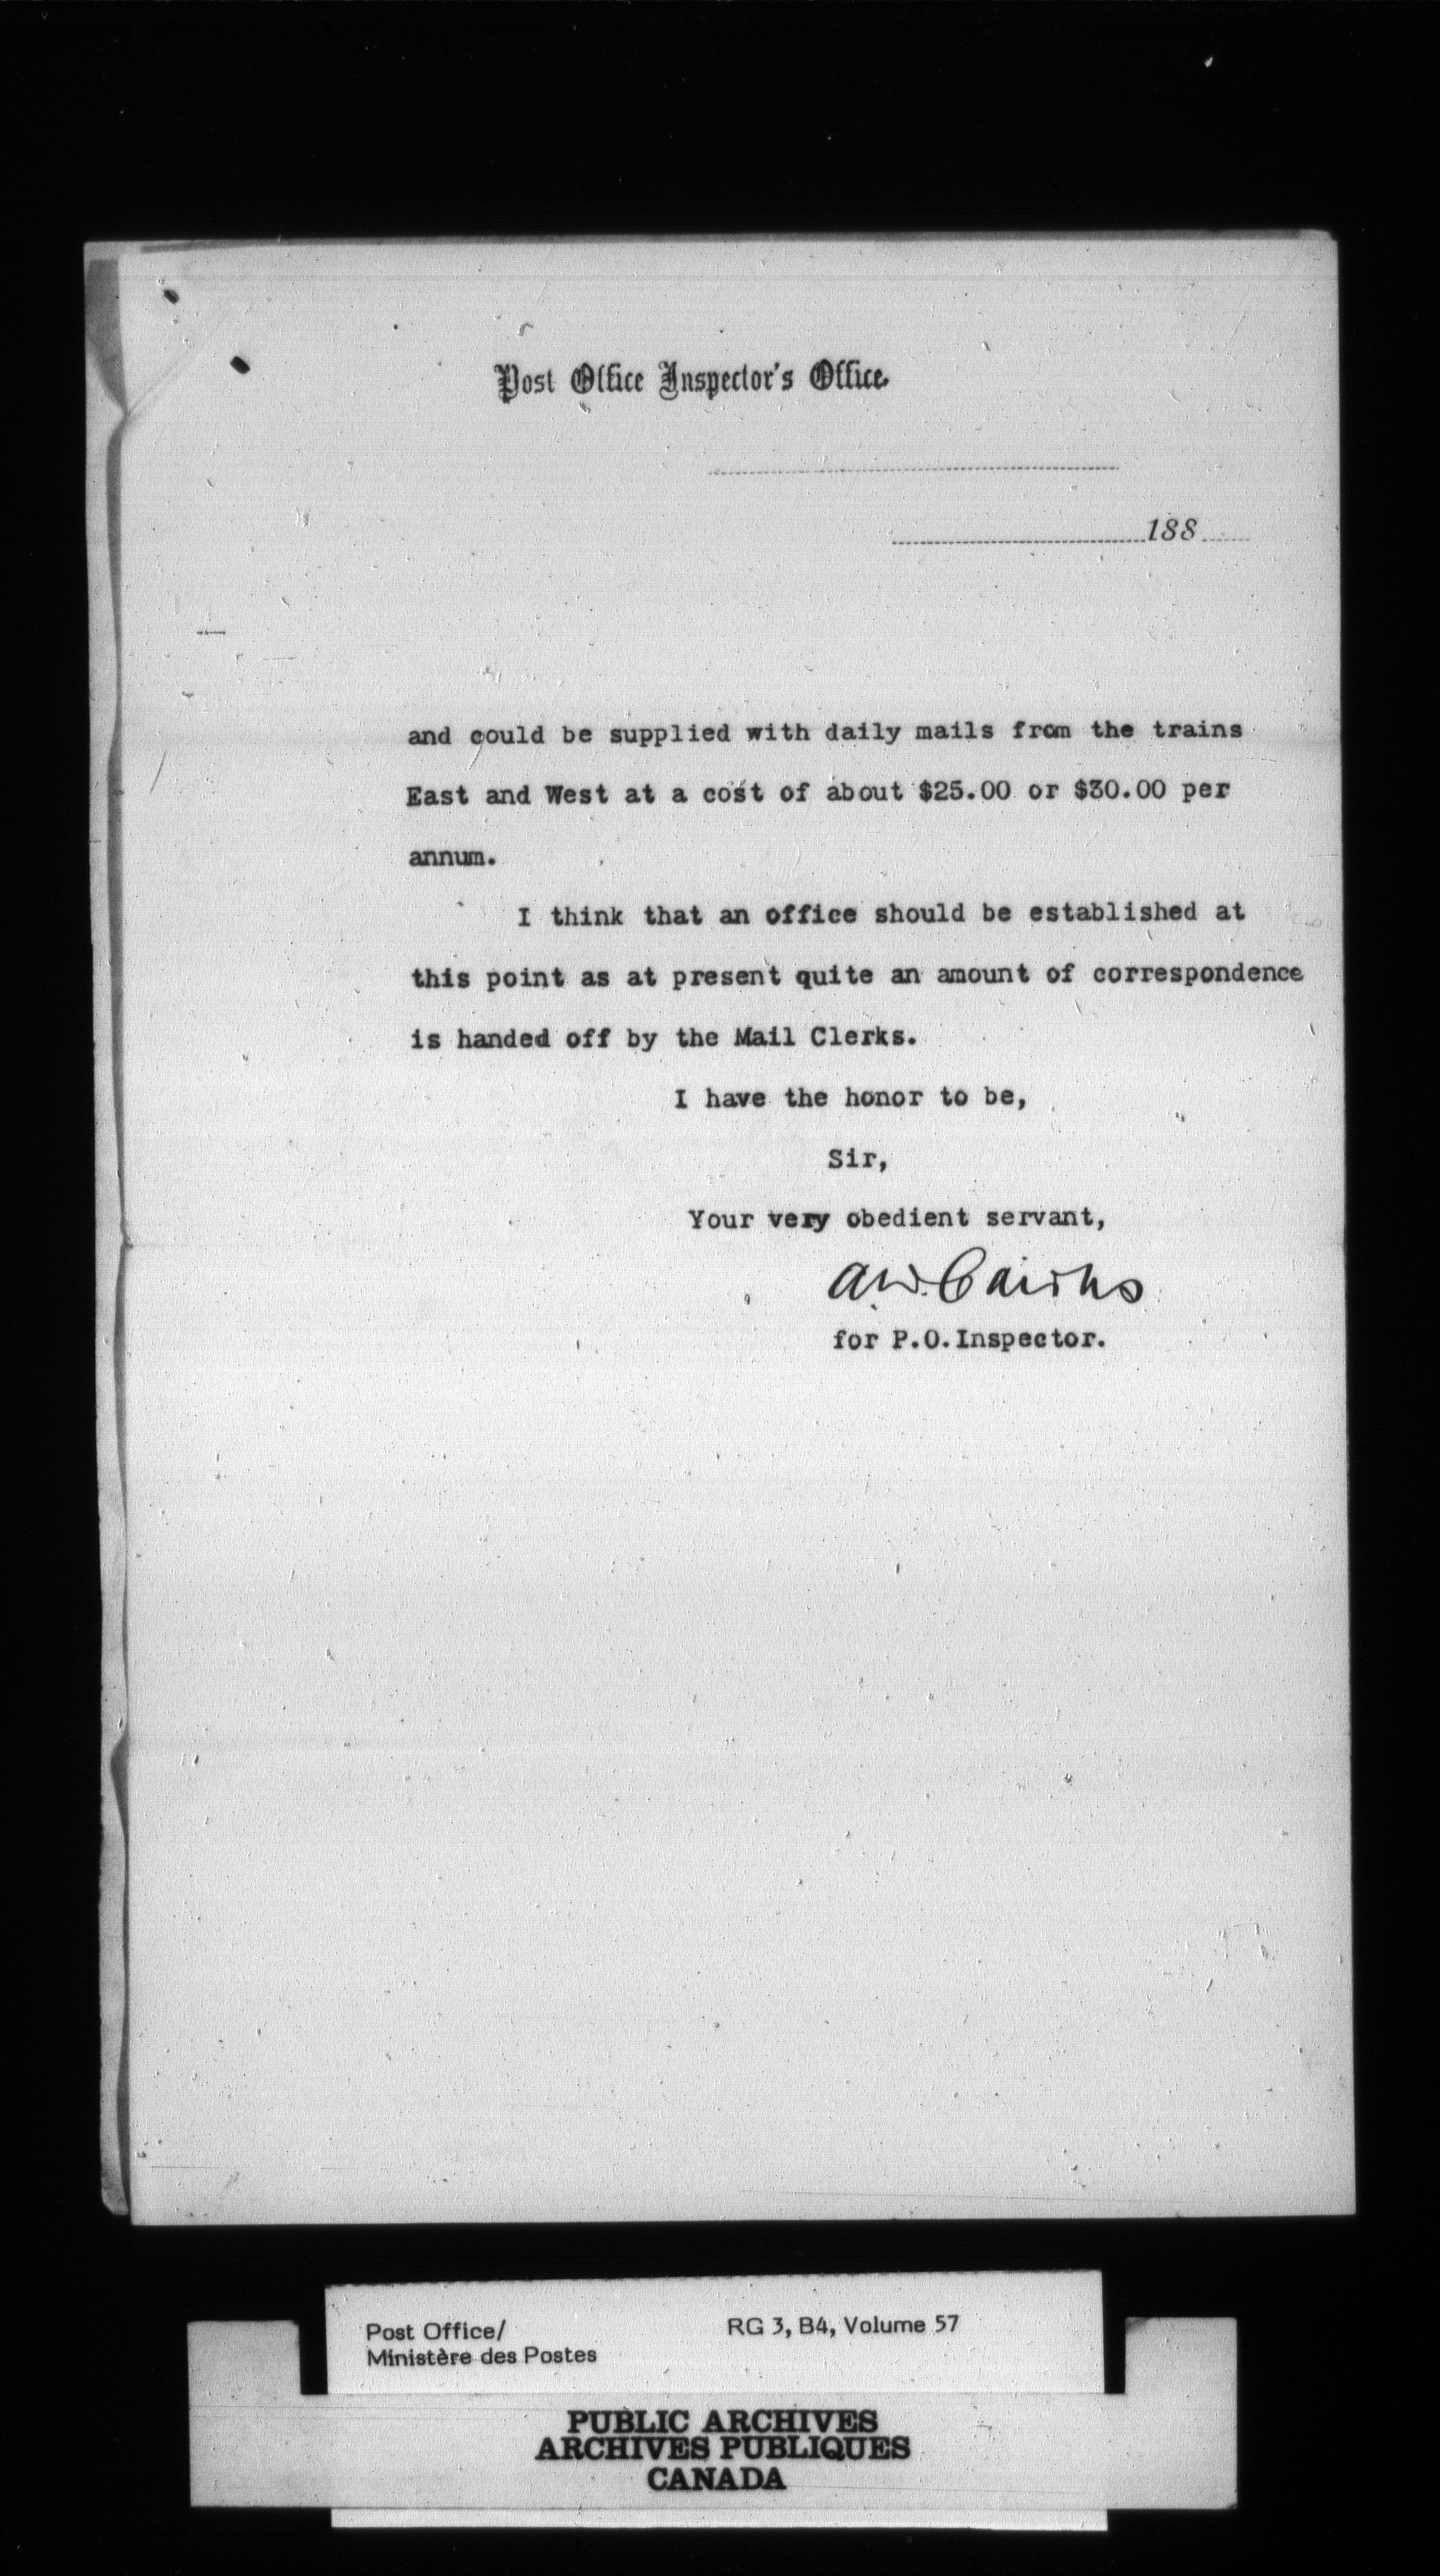 Post Office Inspector's Office.
188
and could be supplied with daily mails from the trains
East and West at a cost of about $25.00 or $30.00 per
annum.
I think that an office should be established at
this point as at present quite an amount of correspondence
is handed off by the Mail Clerks.
I have the honor to be,
Sir,
Your very obedient servant,
A.W. Cairns
for P.O.Inspector.
Post Office/ RG 3, B4, Volume 57
Ministère des Postes
PUBLIC ARCHIVES
ARCHIVES PUBLIQUES
CANADA